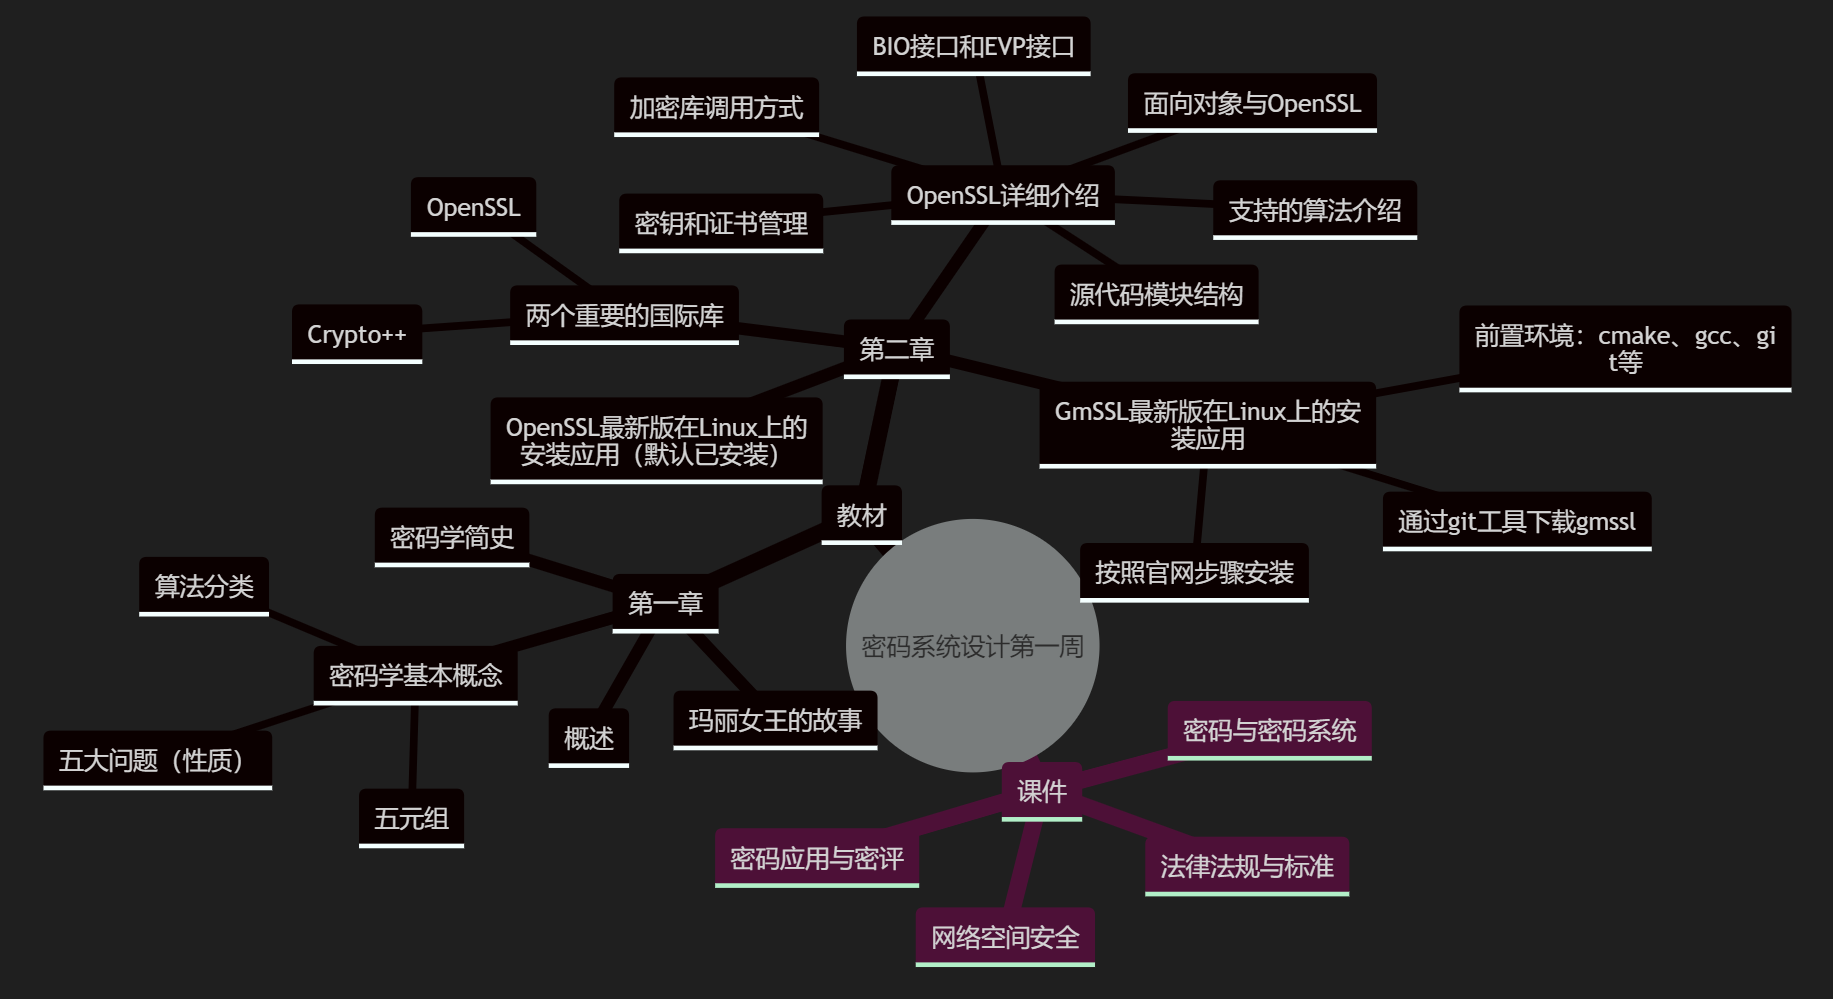 BIO接口和EVP接口
加密库调用方式
面向对象与OpenSSL
OpenSSL详细介绍
密钥和证书管理
支持的算法介绍
源代码模块结构
OpenSSL
Crypto++
两个重要的国际库
第二章
前置环境：cmake、gcc、gi
t等
GmSSL最新版在Linux上的安
装应用
OpenSSL最新版在Linux上的
安装应用（默认已安装）
通过git工具下载gmssl
按照官网步骤安装
教材
密码学简史
第一章
算法分类
密码学基本概念
五大问题（性质）
五元组
概述
玛丽女王的故事
密码系统设计第一周
密码与密码系统
课件
密码应用与密评
法律法规与标准
网络空间安全